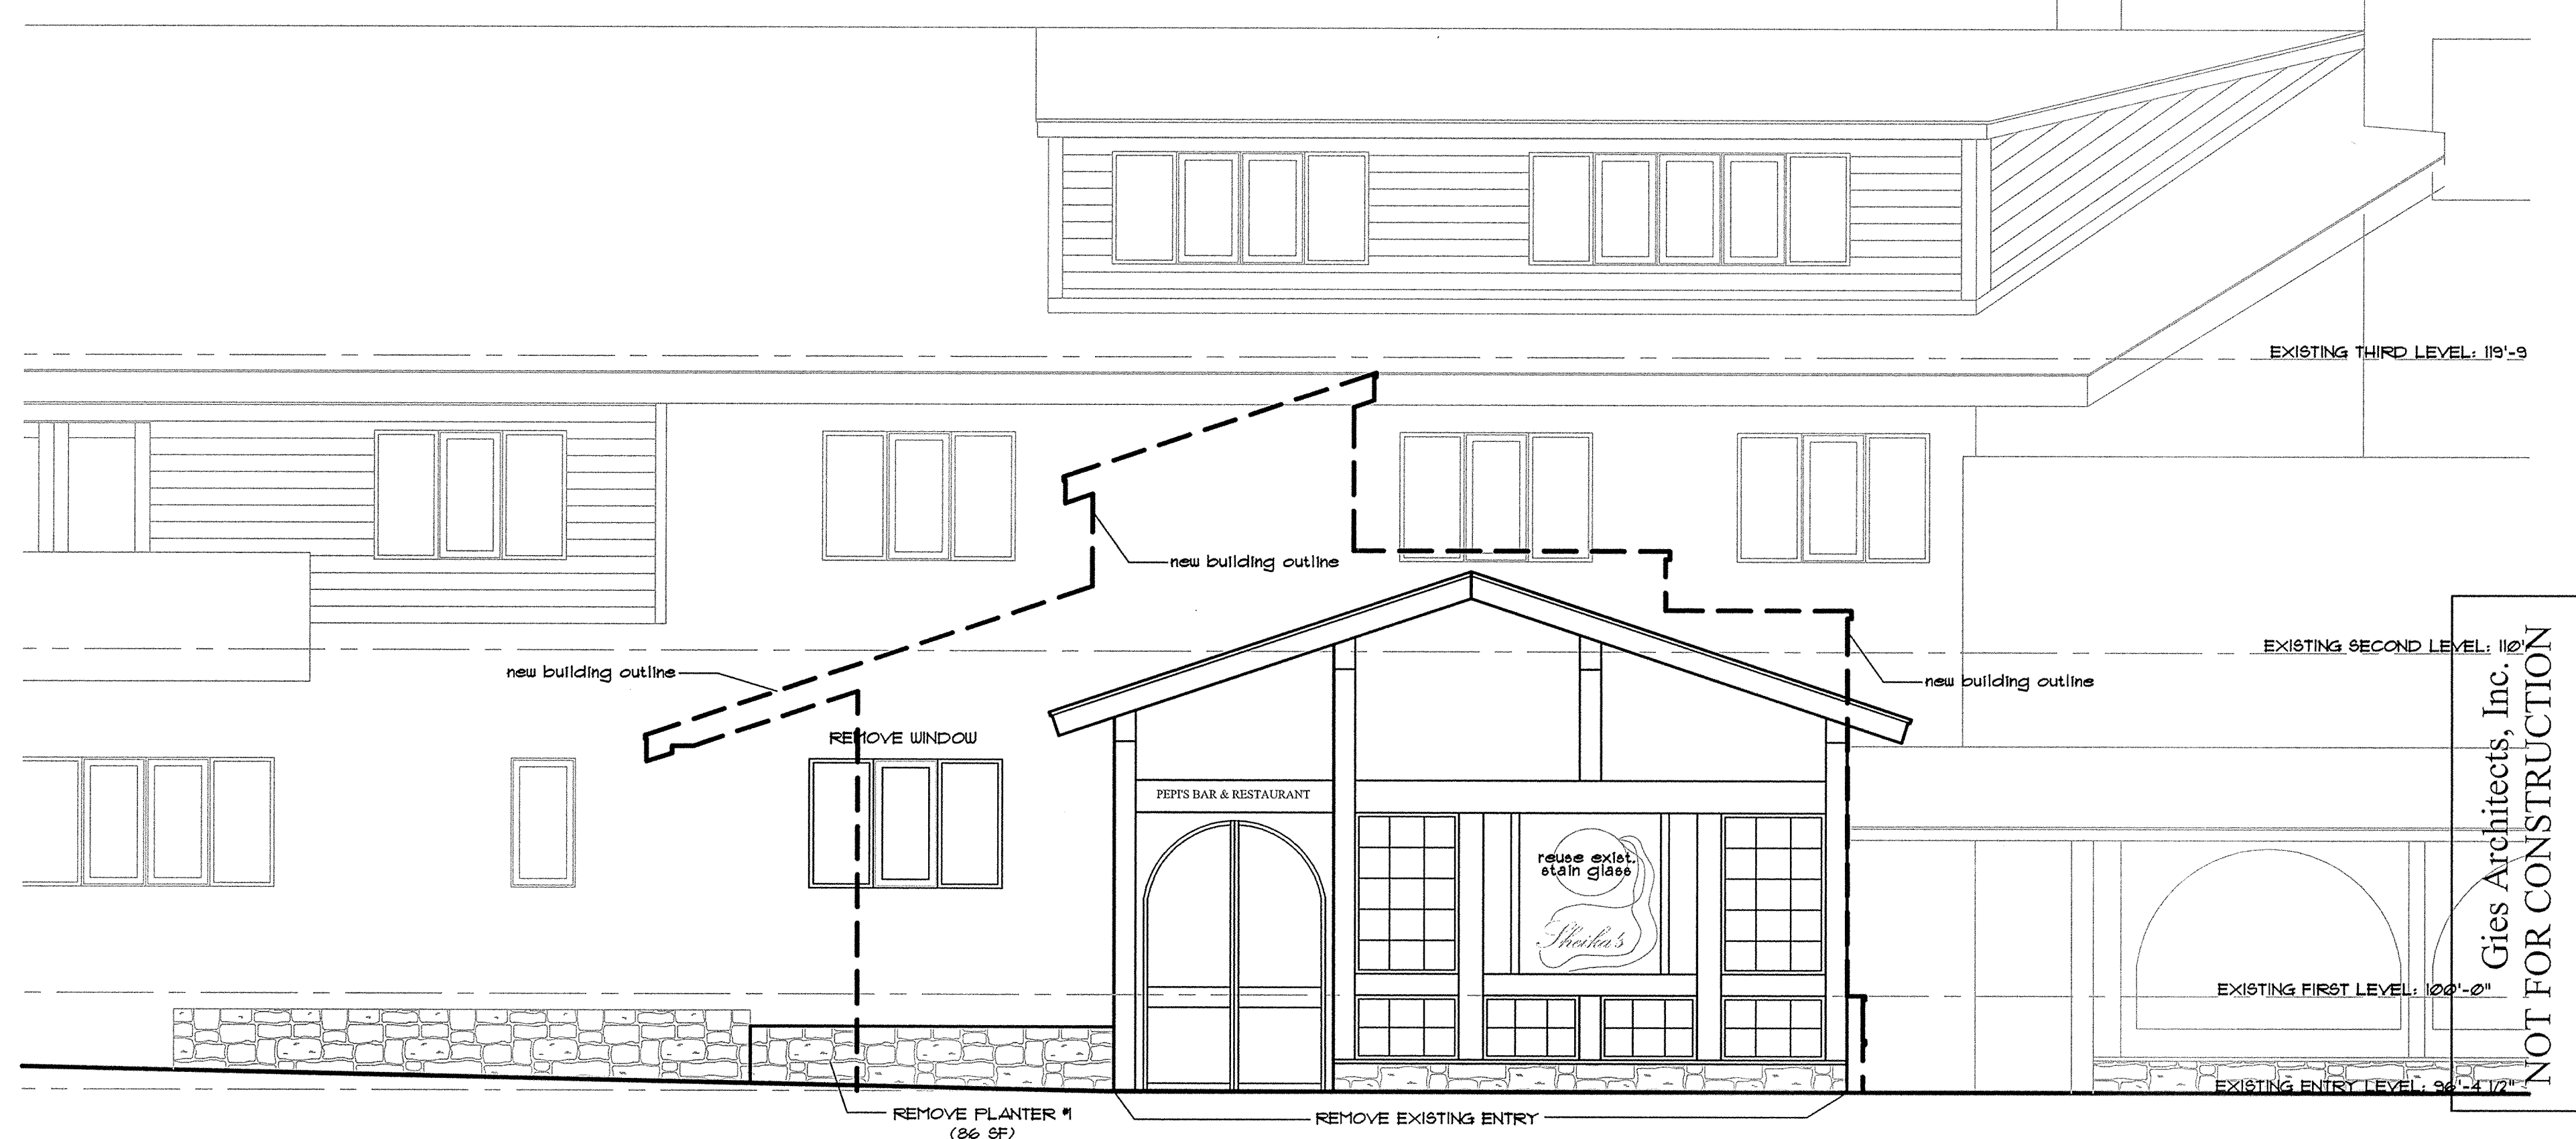 EXISTING THIRD LEVEL: 119'-9
new building outline
EXISTING SECOND LEVEL: 110'
new building outline
new building outline
REMOVE WINDOW
PEPI'S BAR & RESTAURANT
reuse exist.
stain glass
Sheika's
EXISTING FIRST LEVEL: 100'-0"
EXISTING ENTRY LEVEL: 96'-4 1/2"
REMOVE PLANTER #1
(86 SF)
REMOVE EXISTING ENTRY
Gies Architects, Inc.
NOT FOR CONSTRUCTION